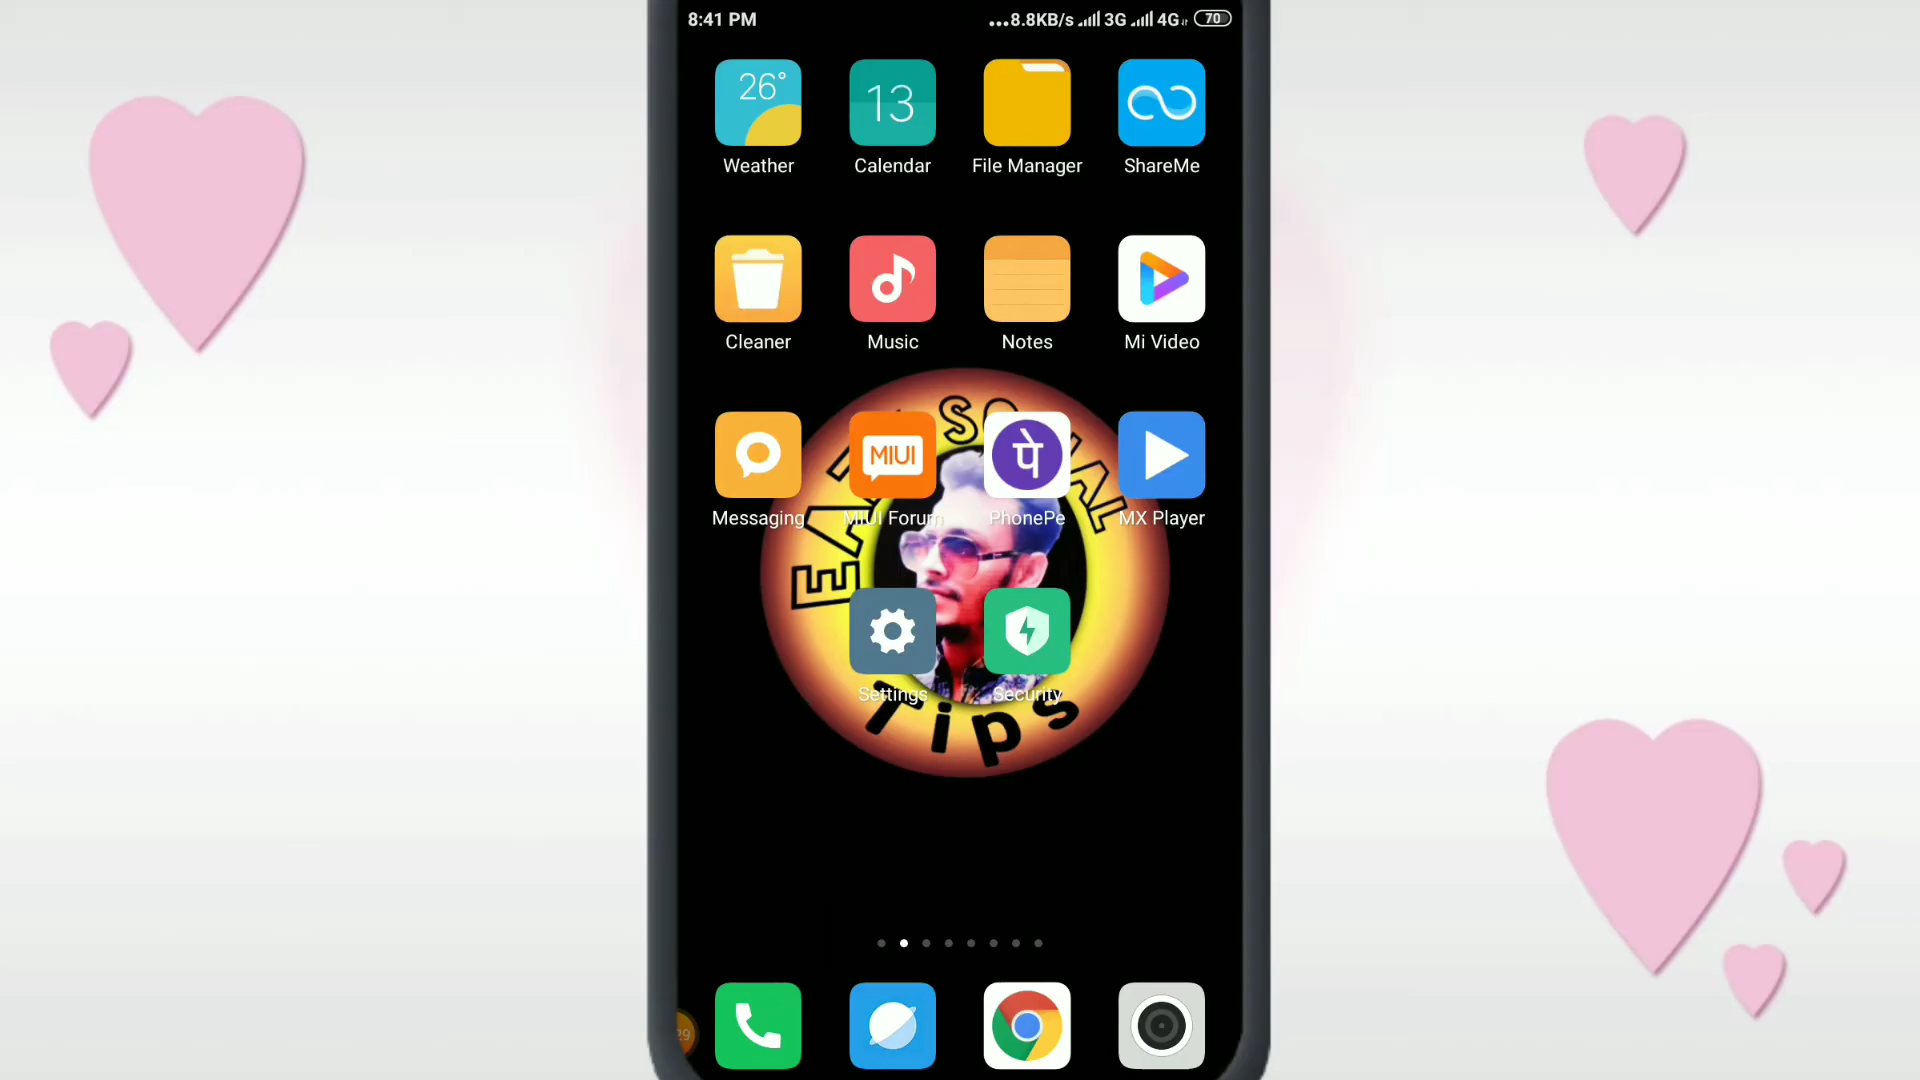 8:41 PM ...8.8KB/s 3G 4G 70
26°
13
Weather Calendar File Manager ShareMe
Cleaner Music Notes Mi Video
MIUI
पे
Messaging MIUI Forum PhonePe MX Player
Settings Security
Tips
29